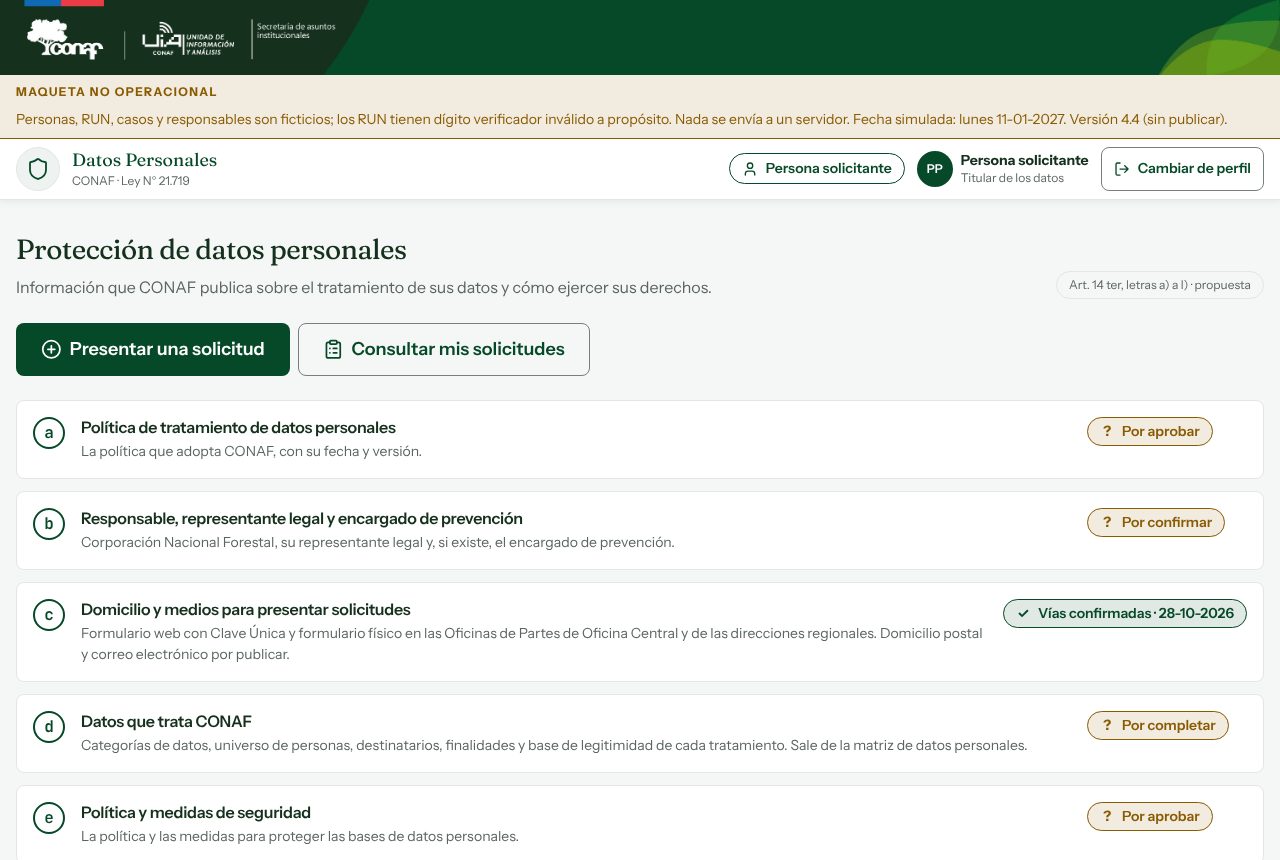 conaf
UIA
CONAF
UNIDAD DE
INFORMACIÓN
Y ANÁLISIS
Secretaría de asuntos
institucionales
MAQUETA NO OPERACIONAL
Personas, RUN, casos y responsables son ficticios; los RUN tienen dígito verificador inválido a propósito. Nada se envía a un servidor. Fecha simulada: lunes 11-01-2027. Versión 4.4 (sin publicar).
Datos Personales
CONAF · Ley N° 21.719
Persona solicitante
PP
Persona solicitante
Titular de los datos
Cambiar de perfil
Protección de datos personales
Información que CONAF publica sobre el tratamiento de sus datos y cómo ejercer sus derechos.
Art. 14 ter, letras a) a l) · propuesta
Presentar una solicitud
Consultar mis solicitudes
a
Política de tratamiento de datos personales
? Por aprobar
La política que adopta CONAF, con su fecha y versión.
b
Responsable, representante legal y encargado de prevención
? Por confirmar
Corporación Nacional Forestal, su representante legal y, si existe, el encargado de prevención.
c
Domicilio y medios para presentar solicitudes
✓ Vías confirmadas · 28-10-2026
Formulario web con Clave Única y formulario físico en las Oficinas de Partes de Oficina Central y de las direcciones regionales. Domicilio postal
y correo electrónico por publicar.
d
Datos que trata CONAF
? Por completar
Categorías de datos, universo de personas, destinatarios, finalidades y base de legitimidad de cada tratamiento. Sale de la matriz de datos personales.
e
Política y medidas de seguridad
? Por aprobar
La política y las medidas para proteger las bases de datos personales.